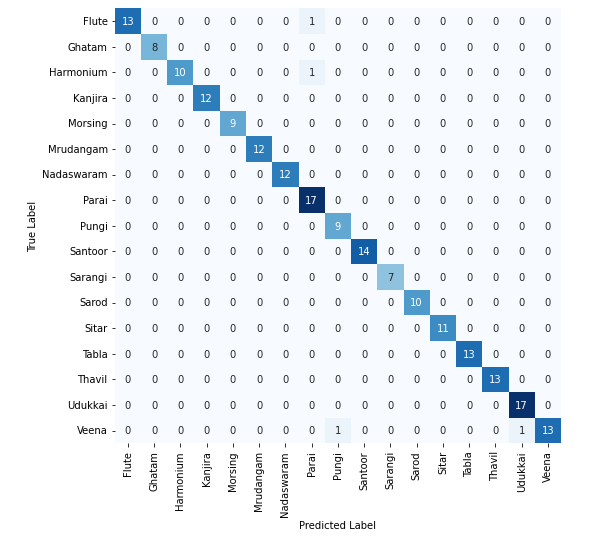 Flute 13 0 0 0 0 0 0 1 0 0 0 0 0 0 0 0 0
Ghatam 0 8 0 0 0 0 0 0 0 0 0 0 0 0 0 0 0
Harmonium 0 0 10 0 0 0 0 1 0 0 0 0 0 0 0 0 0
Kanjira 0 0 0 12 0 0 0 0 0 0 0 0 0 0 0 0 0
Morsing 0 0 0 0 9 0 0 0 0 0 0 0 0 0 0 0 0
Mrudangam 0 0 0 0 0 12 0 0 0 0 0 0 0 0 0 0 0
Nadaswaram 0 0 0 0 0 0 12 0 0 0 0 0 0 0 0 0 0
Parai 0 0 0 0 0 0 0 17 0 0 0 0 0 0 0 0 0
Pungi 0 0 0 0 0 0 0 0 9 0 0 0 0 0 0 0 0
Santoor 0 0 0 0 0 0 0 0 0 14 0 0 0 0 0 0 0
Sarangi 0 0 0 0 0 0 0 0 0 0 7 0 0 0 0 0 0
Sarod 0 0 0 0 0 0 0 0 0 0 0 10 0 0 0 0 0
Sitar 0 0 0 0 0 0 0 0 0 0 0 0 11 0 0 0 0
Tabla 0 0 0 0 0 0 0 0 0 0 0 0 0 13 0 0 0
Thavil 0 0 0 0 0 0 0 0 0 0 0 0 0 0 13 0 0
Udukkai 0 0 0 0 0 0 0 0 0 0 0 0 0 0 0 17 0
Veena 0 0 0 0 0 0 0 0 1 0 0 0 0 0 0 1 13
True Label
Flute
Ghatam
Harmonium
Kanjira
Morsing
Mrudangam
Nadaswaram
Parai
Pungi
Santoor
Sarangi
Sarod
Sitar
Tabla
Thavil
Udukkai
Veena
Predicted Label